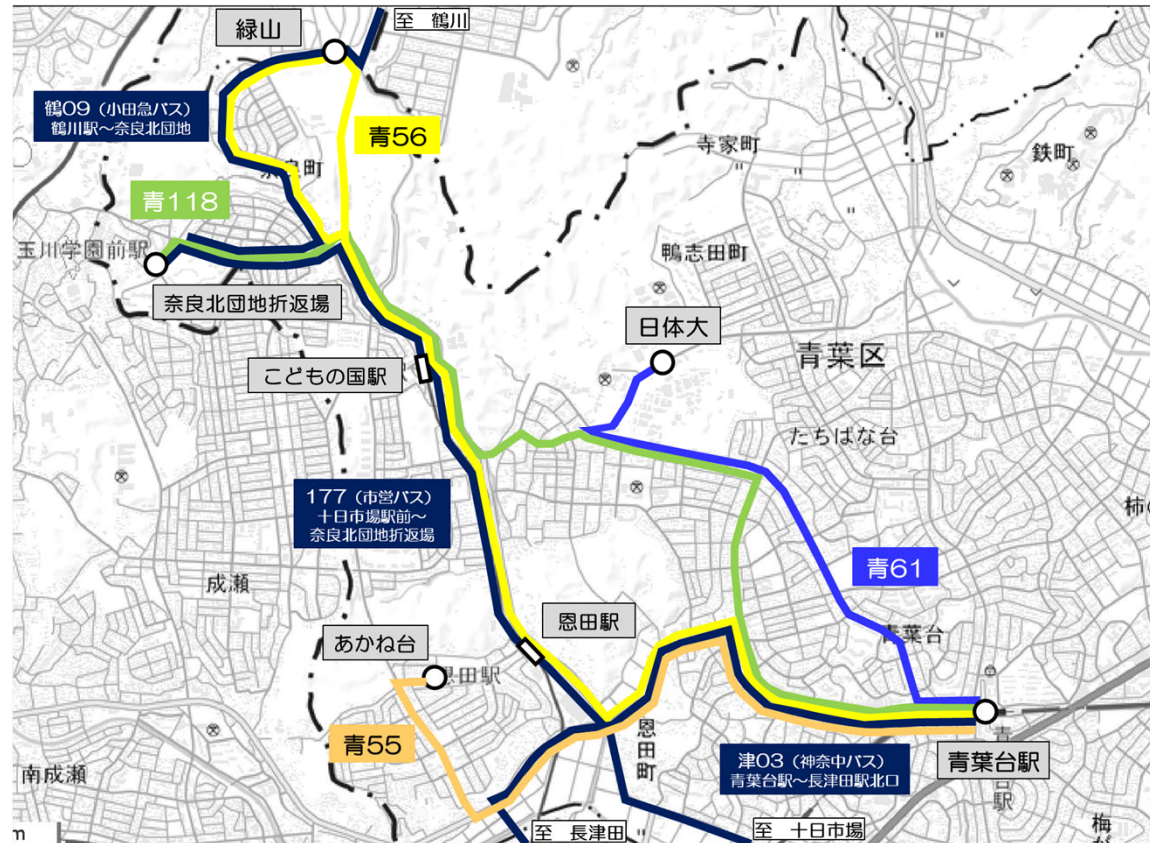 至 鶴川
緑山
鶴09（小田急バス）
鶴川駅～奈良北団地
青56
寺家町
鉄町
奈良町
青118
玉川学園前駅
鴨志田町
奈良北団地折返場
日体大
青葉区
こどもの国駅
たちばな台
177（市営バス）
十日市場駅前～
奈良北団地折返場
成瀬
青61
恩田駅
青葉台
あかね台
恩田駅
青55
恩田町
津03（神奈中バス）
青葉台駅～長津田駅北口
青葉台駅
南成瀬
至 長津田
至 十日市場
m